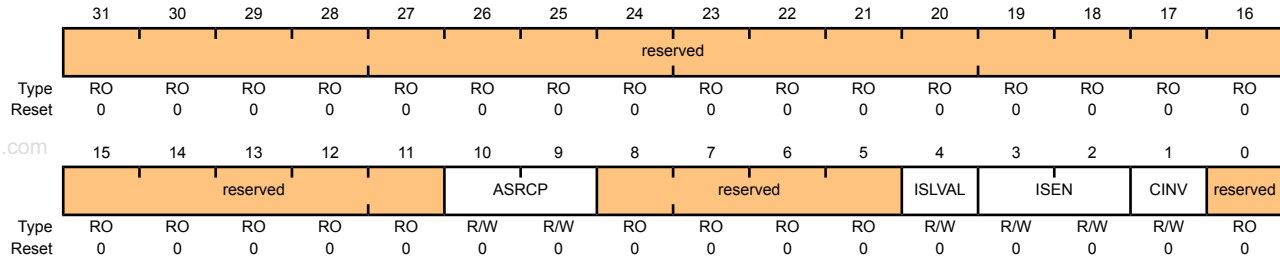 31 30 29 28 27 26 25 24 23 22 21 20 19 18 17 16
reserved
Type RO RO RO RO RO RO RO RO RO RO RO RO RO RO RO RO
Reset 0 0 0 0 0 0 0 0 0 0 0 0 0 0 0 0
.com
15 14 13 12 11 10 9 8 7 6 5 4 3 2 1 0
reserved ASRCP reserved ISLVAL ISEN CINV reserved
Type RO RO RO RO RO R/W R/W RO RO RO RO R/W R/W R/W R/W RO
Reset 0 0 0 0 0 0 0 0 0 0 0 0 0 0 0 0